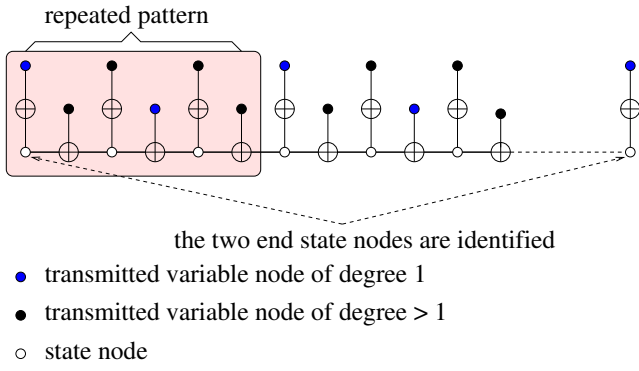 repeated pattern
the two end state nodes are identified
transmitted variable node of degree 1
transmitted variable node of degree > 1
state node